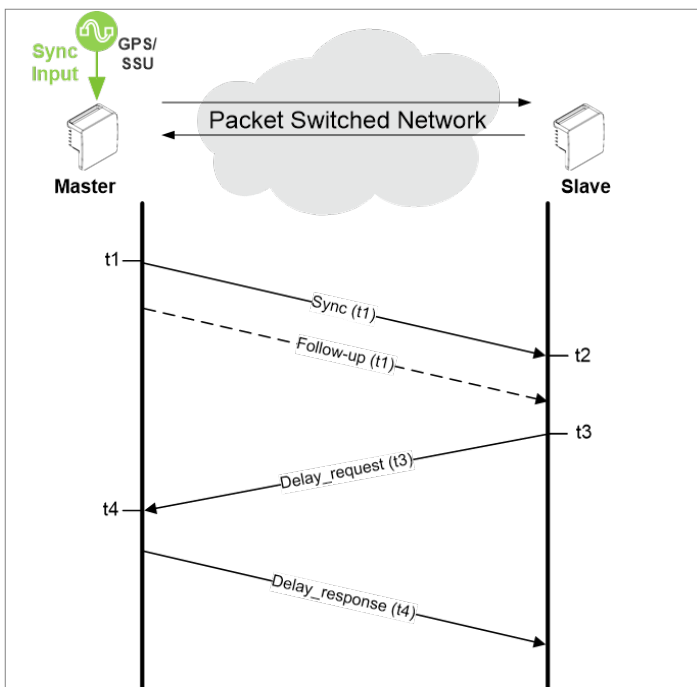 Sync
Input
GPS/
SSU
Packet Switched Network
Master
Slave
t1
Sync (t1)
Follow-up (t1)
t2
t3
Delay_request (t3)
t4
Delay_response (t4)